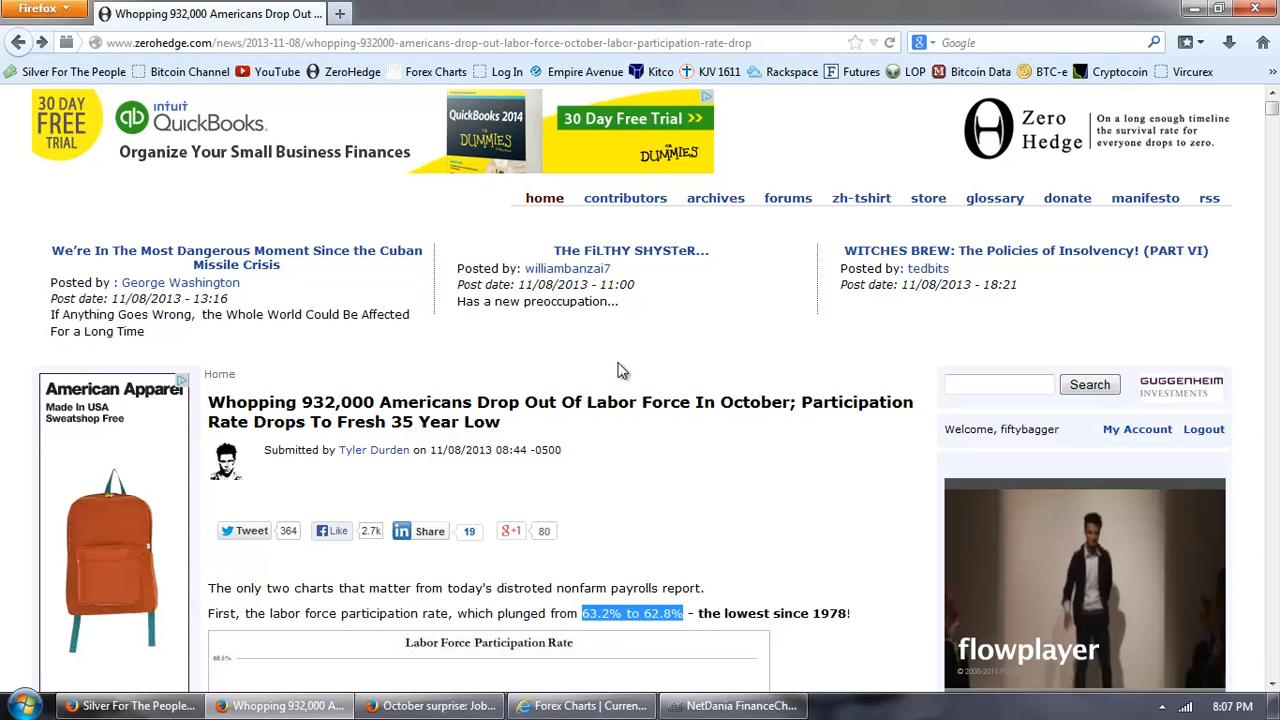 Firefox
Whopping 932,000 Americans Drop Out ...
www.zerohedge.com/news/2013-11-08/whopping-932000-americans-drop-out-labor-force-october-labor-participation-rate-drop
Google
Silver For The People
Bitcoin Channel
YouTube
ZeroHedge
Forex Charts
Log In
Empire Avenue
Kitco
KJV 1611
Rackspace
Futures
LOP
Bitcoin Data
BTC-e
Cryptocoin
Vircurex
30 DAY
FREE
TRIAL
intuit
qb QuickBooks.
Organize Your Small Business Finances
QuickBooks 2014
DUMMIES
30 Day Free Trial >>
DUMMIES
Zero
Hedge
On a long enough timeline
the survival rate for
everyone drops to zero.
home contributors archives forums zh-tshirt store glossary donate manifesto rss
We're In The Most Dangerous Moment Since the Cuban
Missile Crisis
Posted by : George Washington
Post date: 11/08/2013 - 13:16
If Anything Goes Wrong, the Whole World Could Be Affected
For a Long Time
THe FiLTHY SHYSTeR...
Posted by: williambanzai7
Post date: 11/08/2013 - 11:00
Has a new preoccupation...
WITCHES BREW: The Policies of Insolvency! (PART VI)
Posted by: tedbits
Post date: 11/08/2013 - 18:21
American Apparel
Made In USA
Sweatshop Free
Home
Whopping 932,000 Americans Drop Out Of Labor Force In October; Participation
Rate Drops To Fresh 35 Year Low
Submitted by Tyler Durden on 11/08/2013 08:44 -0500
Tweet 364 Like 2.7k in Share 19 g+1 80
The only two charts that matter from today's distroted nonfarm payrolls report.
First, the labor force participation rate, which plunged from 63.2% to 62.8% - the lowest since 1978!
Labor Force Participation Rate
68.5%
Search
GUGGENHEIM
INVESTMENTS
Welcome, fiftybagger
My Account Logout
flowplayer
Silver For The People...
Whopping 932,000 A...
October surprise: Job...
Forex Charts | Curren...
NetDania FinanceCh...
8:07 PM